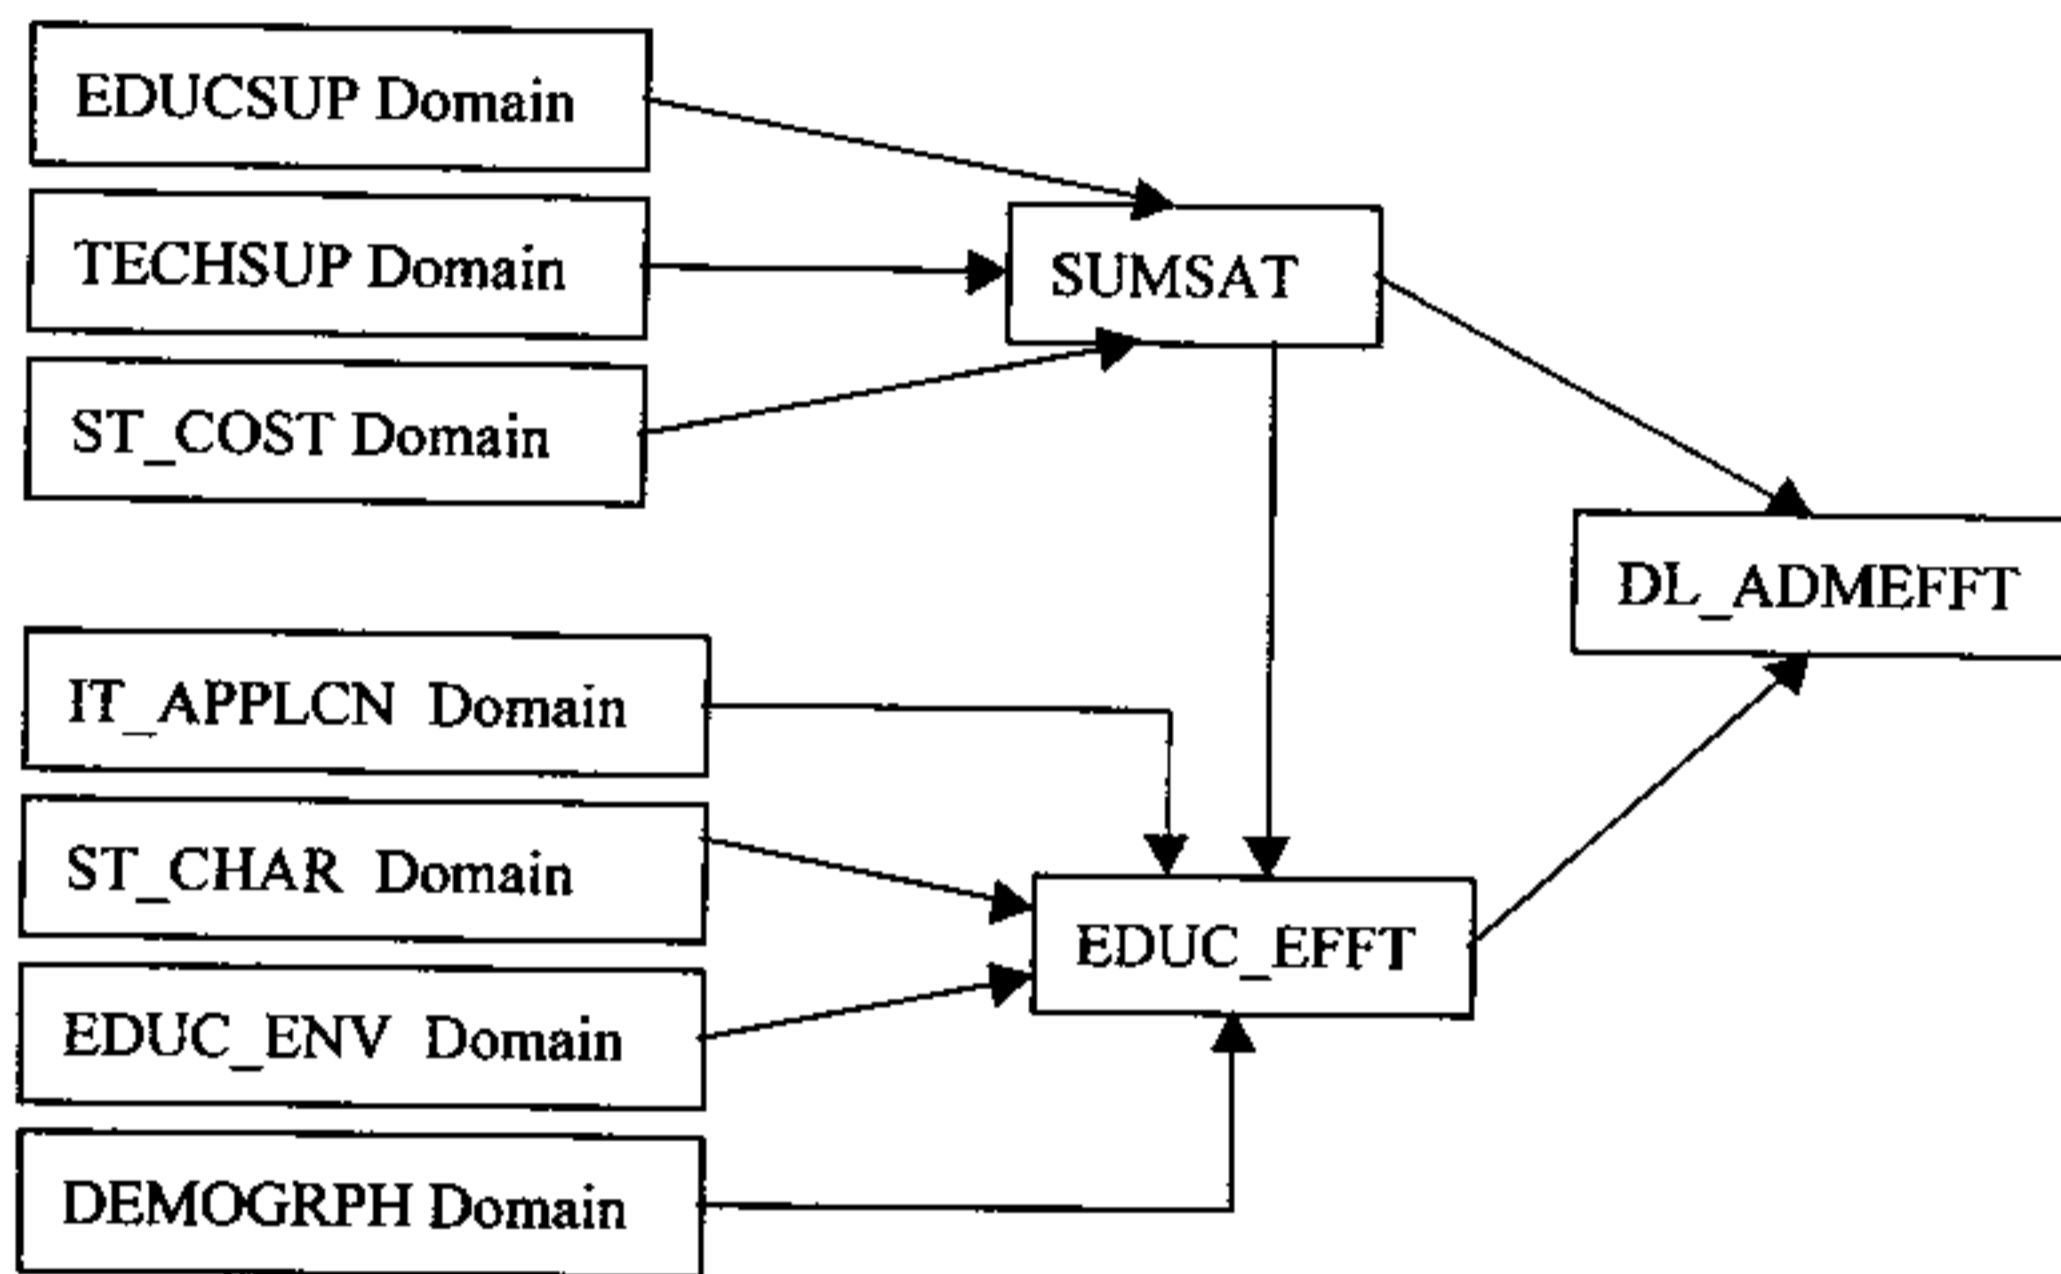 EDUCSUP Domain
TECHSUP Domain
SUMSAT
ST_COST Domain
DL_ADMEFFT
IT_APPLCN Domain
ST_CHAR Domain
EDUC_EFFT
EDUC_ENV Domain
DEMOGRPH Domain